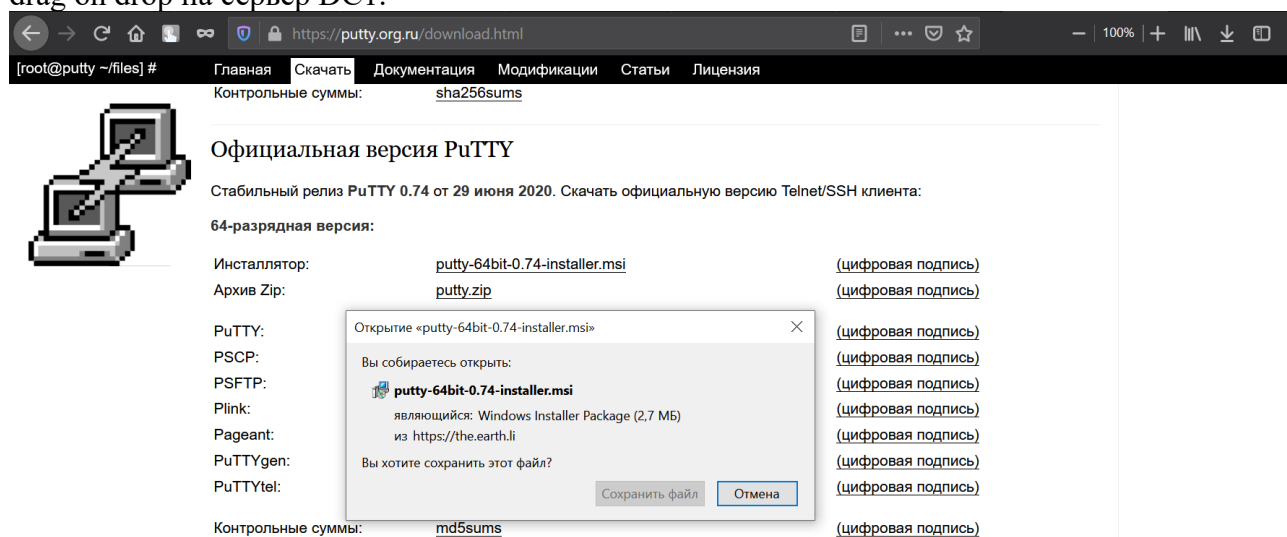 drag on drop на сервер DC1.
https://putty.org.ru/download.html
100%
[root@putty ~/files] # Главная Скачать Документация Модификации Статьи Лицензия
Контрольные суммы: sha256sums
Официальная версия PuTTY
Стабильный релиз PuTTY 0.74 от 29 июня 2020. Скачать официальную версию Telnet/SSH клиента:
64-разрядная версия:
Инсталлятор: putty-64bit-0.74-installer.msi (цифровая подпись)
Архив Zip: putty.zip (цифровая подпись)
PuTTY: (цифровая подпись)
PSCP: (цифровая подпись)
PSFTP: (цифровая подпись)
Plink: (цифровая подпись)
Pageant: (цифровая подпись)
PuTTYgen: (цифровая подпись)
PuTTYtel: (цифровая подпись)
Контрольные суммы: md5sums (цифровая подпись)
Открытие «putty-64bit-0.74-installer.msi»
Вы собираетесь открыть:
putty-64bit-0.74-installer.msi
являющийся: Windows Installer Package (2,7 МБ)
из https://the.earth.li
Вы хотите сохранить этот файл?
Сохранить файл Отмена